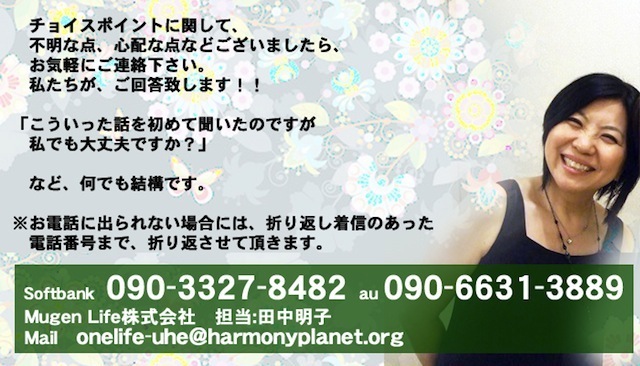 チョイスポイントに関して、
不明な点、心配な点などございましたら、
お気軽にご連絡下さい。
私たちが、ご回答致します！！
「こういった話を初めて聞いたのですが
私でも大丈夫ですか？」
など、何でも結構です。
※お電話に出られない場合には、折り返し着信のあった
電話番号まで、折り返させて頂きます。
Softbank 090-3327-8482 au 090-6631-3889
Mugen Life株式会社 担当:田中明子
Mail onelife-uhe@harmonyplanet.org